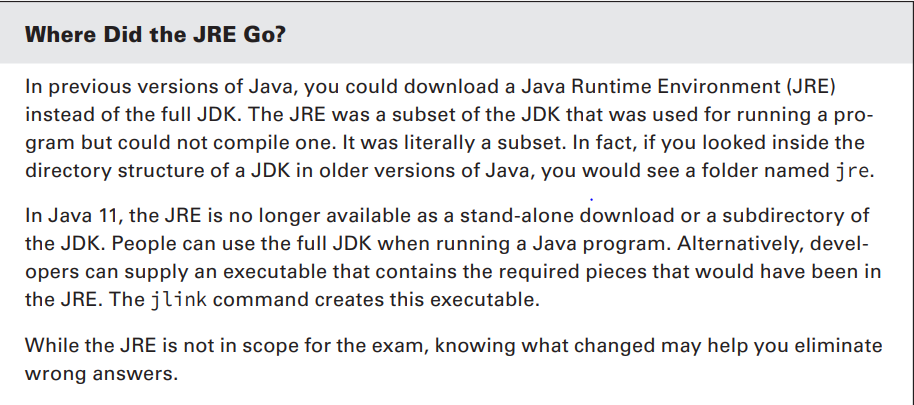 Where Did the JRE Go?
In previous versions of Java, you could download a Java Runtime Environment (JRE)
instead of the full JDK. The JRE was a subset of the JDK that was used for running a pro-
gram but could not compile one. It was literally a subset. In fact, if you looked inside the
directory structure of a JDK in older versions of Java, you would see a folder named jre.
In Java 11, the JRE is no longer available as a stand-alone download or a subdirectory of
the JDK. People can use the full JDK when running a Java program. Alternatively, devel-
opers can supply an executable that contains the required pieces that would have been in
the JRE. The jlink command creates this executable.
While the JRE is not in scope for the exam, knowing what changed may help you eliminate
wrong answers.